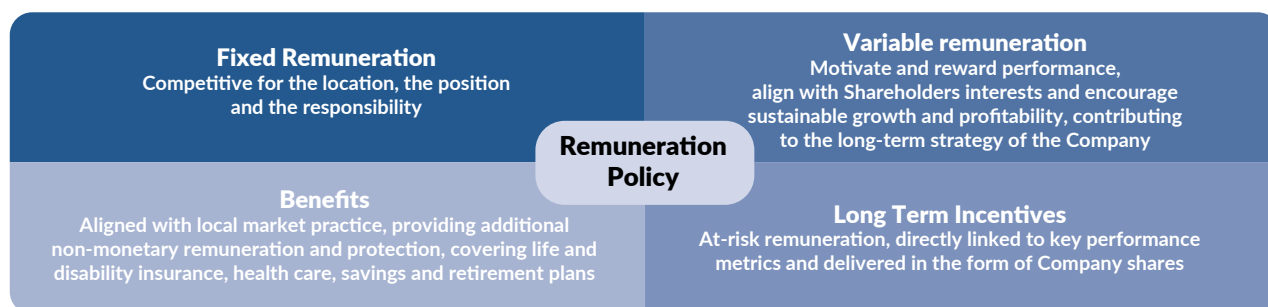 Fixed Remuneration
Competitive for the location, the position
and the responsibility
Variable remuneration
Motivate and reward performance,
align with Shareholders interests and encourage
sustainable growth and profitability, contributing
to the long-term strategy of the Company
Remuneration
Policy
Benefits
Aligned with local market practice, providing additional
non-monetary remuneration and protection, covering life and
disability insurance, health care, savings and retirement plans
Long Term Incentives
At-risk remuneration, directly linked to key performance
metrics and delivered in the form of Company shares